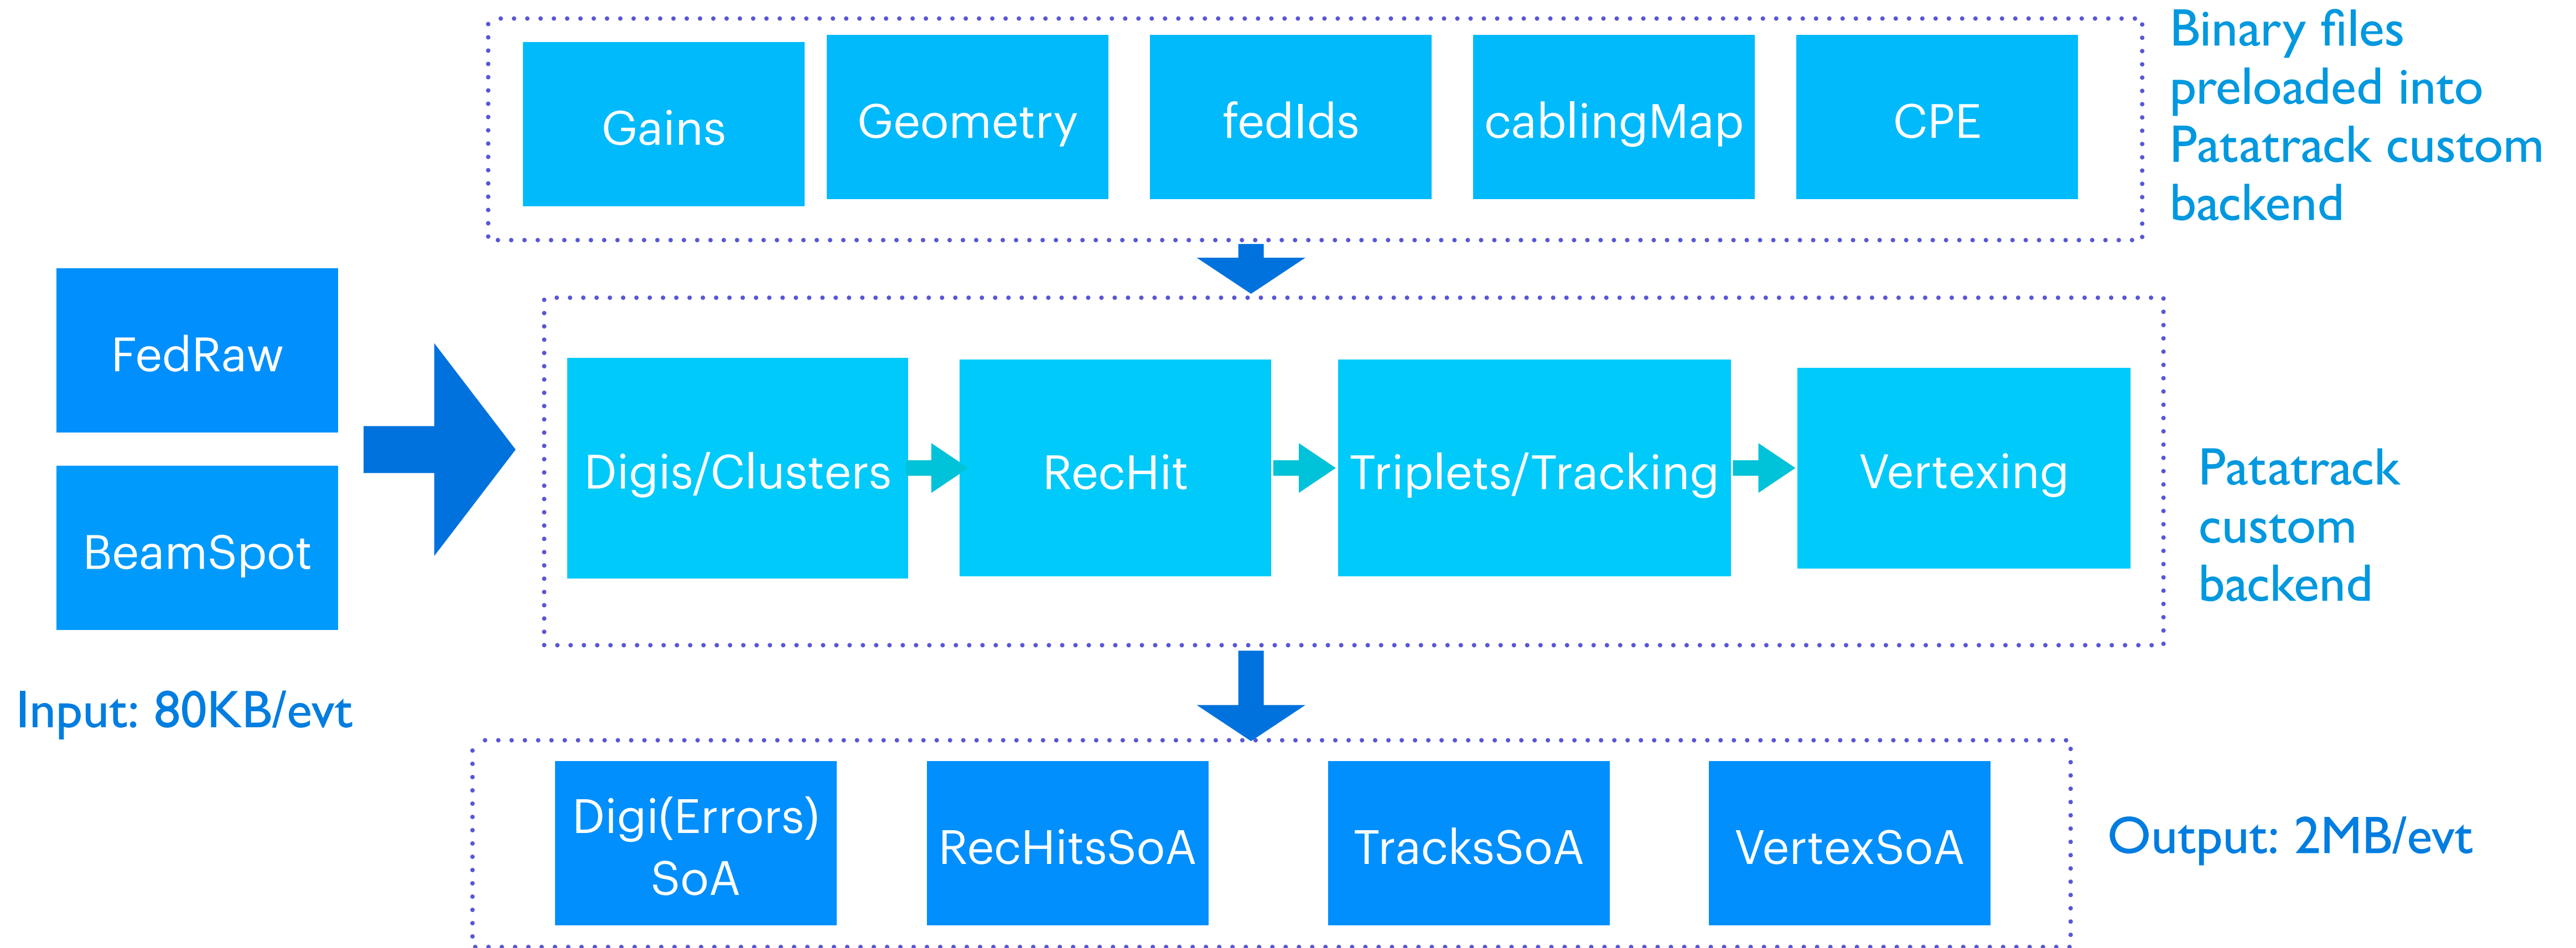 Binary files
preloaded into
Patatrack custom
backend
Gains
Geometry
fedIds
cablingMap
CPE
FedRaw
BeamSpot
Input: 80KB/evt
Digis/Clusters
RecHit
Triplets/Tracking
Vertexing
Patatrack
custom
backend
Digi(Errors)
SoA
RecHitsSoA
TracksSoA
VertexSoA
Output: 2MB/evt